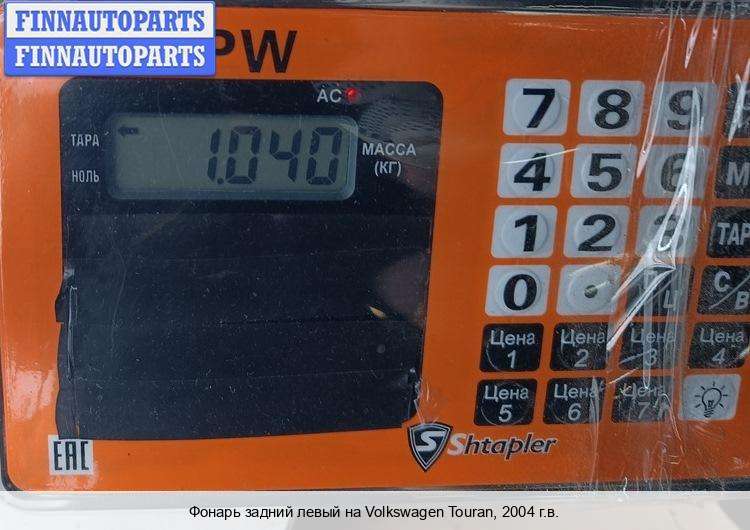 FINNAUTOPARTS
FINNAUTOPARTS
PW
AC
ТАРА
1.040
МАССА
(КГ)
НОЛЬ
7 8 9
4 5 6 M
1 2 3 ТАР
0 . Ц С/В
Цена 1 Цена 2 Цена 3 Цена 4
Цена 5 Цена 6 Цена 7
EAC
S Shtapler
Фонарь задний левый на Volkswagen Touran, 2004 г.в.